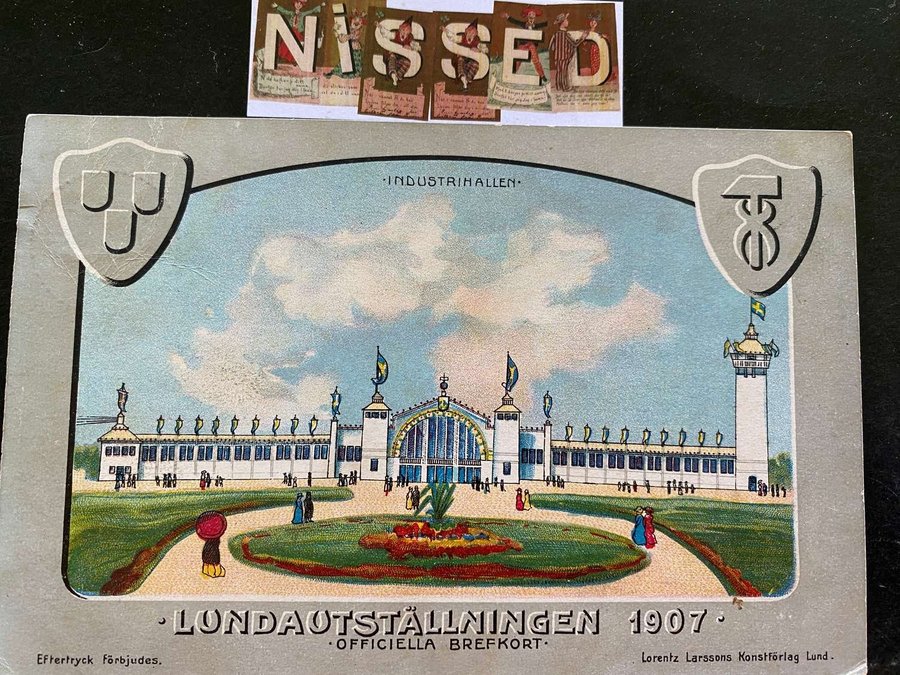 NiSSED
·INDUSTRIHALLEN·
·LUNDAUTSTÄLLNINGEN 1907·
·OFFICIELLA BREFKORT·
Eftertryck förbjudes.
Lorentz Larssons Konstförlag Lund.